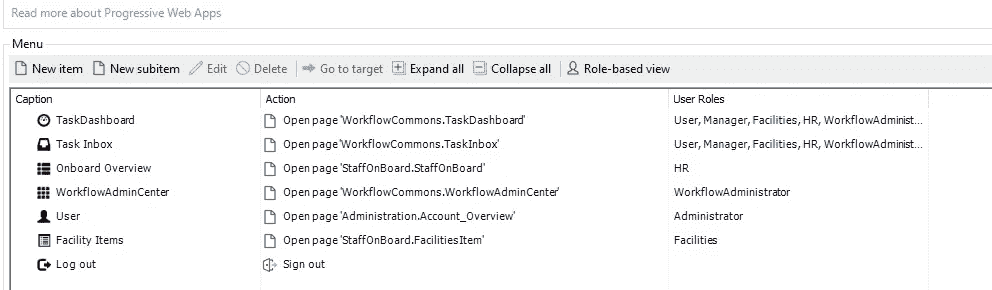 Read more about Progressive Web Apps
Menu
New item New subitem Edit Delete Go to target Expand all Collapse all Role-based view
Caption Action User Roles
TaskDashboard Open page 'WorkflowCommons.TaskDashboard' User, Manager, Facilities, HR, WorkflowAdminist...
Task Inbox Open page 'WorkflowCommons.TaskInbox' User, Manager, Facilities, HR, WorkflowAdminist...
Onboard Overview Open page 'StaffOnBoard.StaffOnBoard' HR
WorkflowAdminCenter Open page 'WorkflowCommons.WorkflowAdminCenter' WorkflowAdministrator
User Open page 'Administration.Account_Overview' Administrator
Facility Items Open page 'StaffOnBoard.FacilitiesItem' Facilities
Log out Sign out